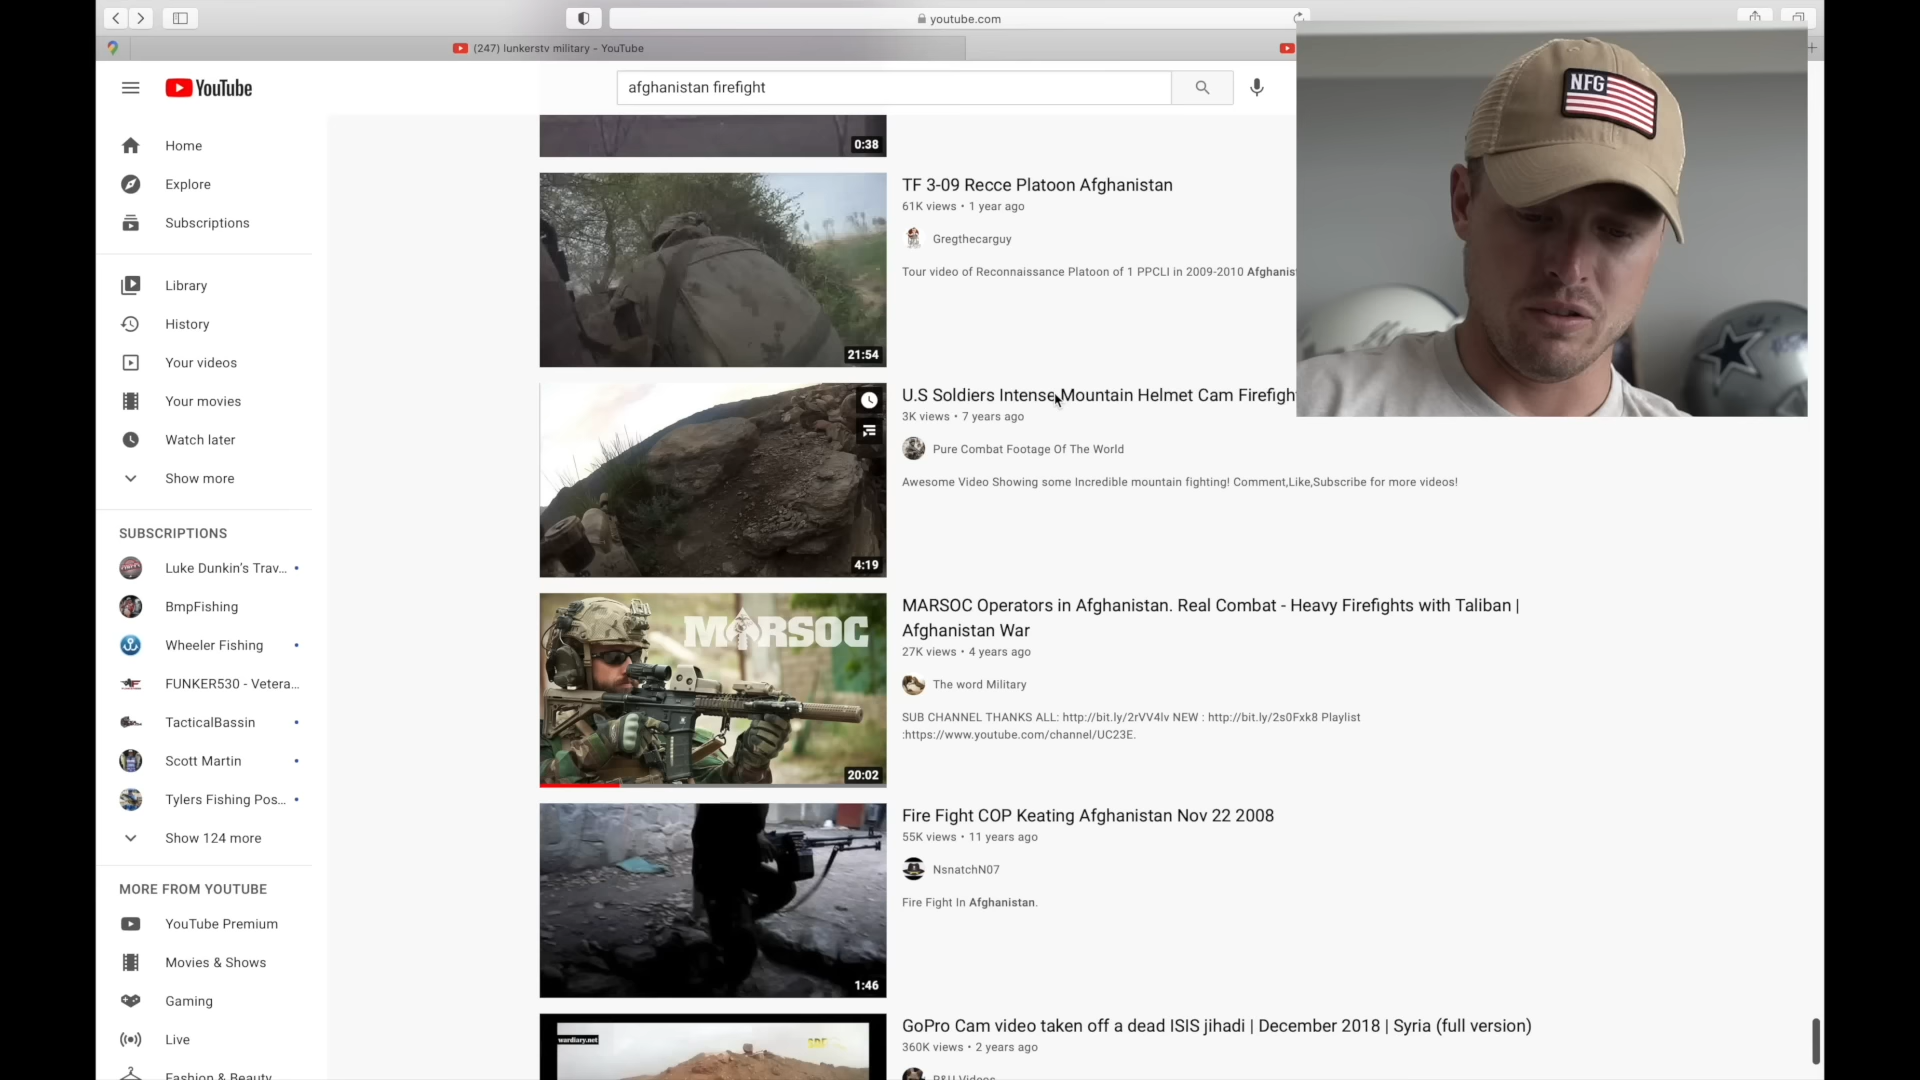 youtube.com
(247) lunkerstv military - YouTube
YouTube
afghanistan firefight
NFG
Home
Explore
Subscriptions
Library
History
Your videos
Your movies
Watch later
Show more
SUBSCRIPTIONS
Luke Dunkin's Trav...
BmpFishing
Wheeler Fishing
FUNKER530 - Vetera...
TacticalBassin
Scott Martin
Tylers Fishing Pos...
Show 124 more
MORE FROM YOUTUBE
YouTube Premium
Movies & Shows
Gaming
Live
Fashion & Beauty
0:38
21:54
TF 3-09 Recce Platoon Afghanistan
61K views • 1 year ago
Gregthecarguy
Tour video of Reconnaissance Platoon of 1 PPCLI in 2009-2010 Afghanis
4:19
U.S Soldiers Intense Mountain Helmet Cam Firefigh
3K views • 7 years ago
Pure Combat Footage Of The World
Awesome Video Showing some Incredible mountain fighting! Comment,Like,Subscribe for more videos!
MARSOC
20:02
MARSOC Operators in Afghanistan. Real Combat - Heavy Firefights with Taliban |
Afghanistan War
27K views • 4 years ago
The word Military
SUB CHANNEL THANKS ALL: http://bit.ly/2rVV4lv NEW : http://bit.ly/2s0Fxk8 Playlist
:https://www.youtube.com/channel/UC23E.
1:46
Fire Fight COP Keating Afghanistan Nov 22 2008
55K views • 11 years ago
NsnatchN07
Fire Fight In Afghanistan.
wardiary.net
GoPro Cam video taken off a dead ISIS jihadi | December 2018 | Syria (full version)
360K views • 2 years ago
Videos